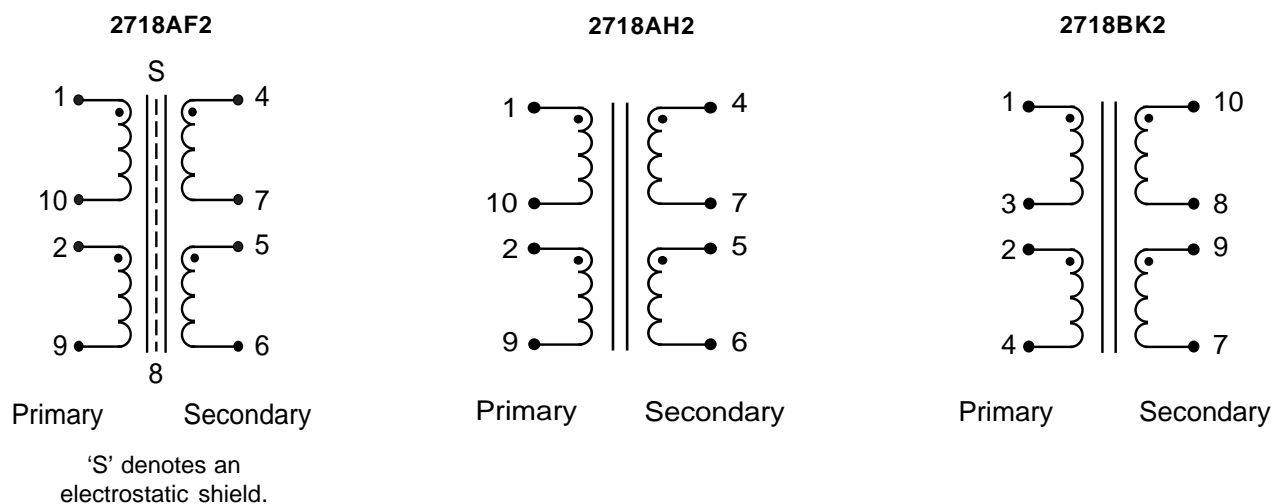 2718AF2
S
1
4
10
7
2
5
9
6
8
Primary
Secondary
‘S’ denotes an
electrostatic shield.
2718AH2
1
4
10
7
2
5
9
6
Primary
Secondary
2718BK2
1
10
3
8
2
9
4
7
Primary
Secondary